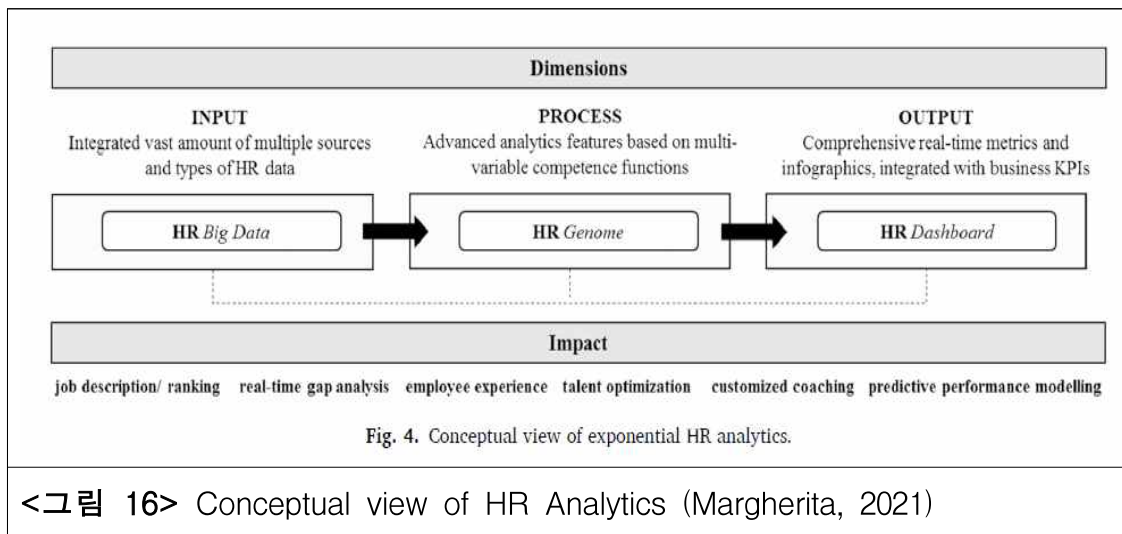 Dimensions
INPUT
Integrated vast amount of multiple sources
and types of HR data
HR Big Data
PROCESS
Advanced analytics features based on multi-
variable competence functions
HR Genome
OUTPUT
Comprehensive real-time metrics and
infographics, integrated with business KPIs
HR Dashboard
Impact
job description/ ranking real-time gap analysis employee experience talent optimization customized coaching predictive performance modelling
Fig. 4. Conceptual view of exponential HR analytics.
<그림 16> Conceptual view of HR Analytics (Margherita, 2021)